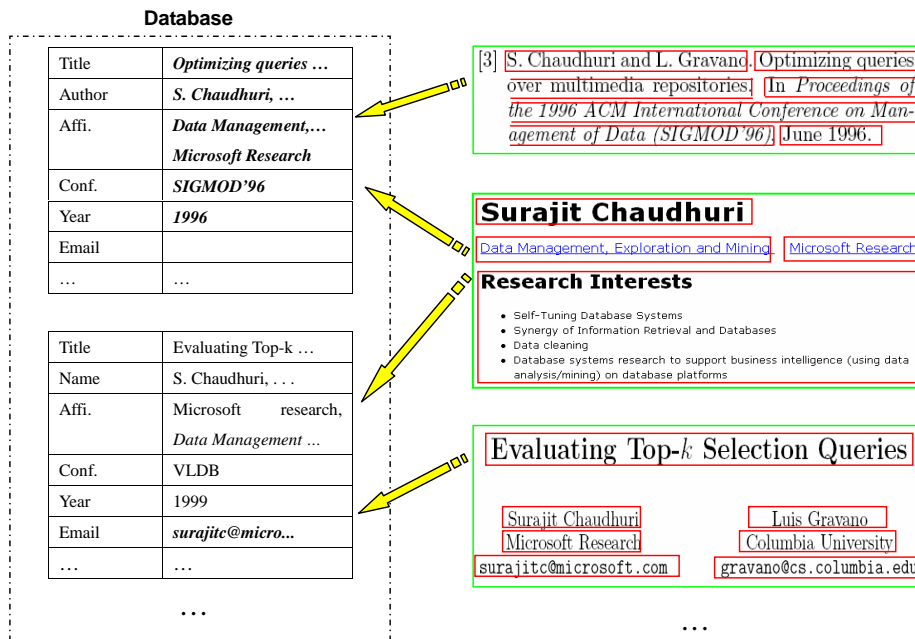 Database
Title Optimizing queries …
Author S. Chaudhuri, …
Affi. Data Management,…
Microsoft Research
Conf. SIGMOD’96
Year 1996
Email
… …
Title Evaluating Top-k …
Name S. Chaudhuri, . . .
Affi. Microsoft research,
Data Management …
Conf. VLDB
Year 1999
Email surajitc@micro...
… …
…
[3] S. Chaudhuri and L. Gravano. Optimizing queries
over multimedia repositories. In Proceedings of
the 1996 ACM International Conference on Man-
agement of Data (SIGMOD’96), June 1996.
Surajit Chaudhuri
Data Management, Exploration and Mining Microsoft Research
Research Interests
• Self-Tuning Database Systems
• Synergy of Information Retrieval and Databases
• Data cleaning
• Database systems research to support business intelligence (using data
analysis/mining) on database platforms
Evaluating Top-k Selection Queries
Surajit Chaudhuri Luis Gravano
Microsoft Research Columbia University
surajitc@microsoft.com gravano@cs.columbia.edu
…